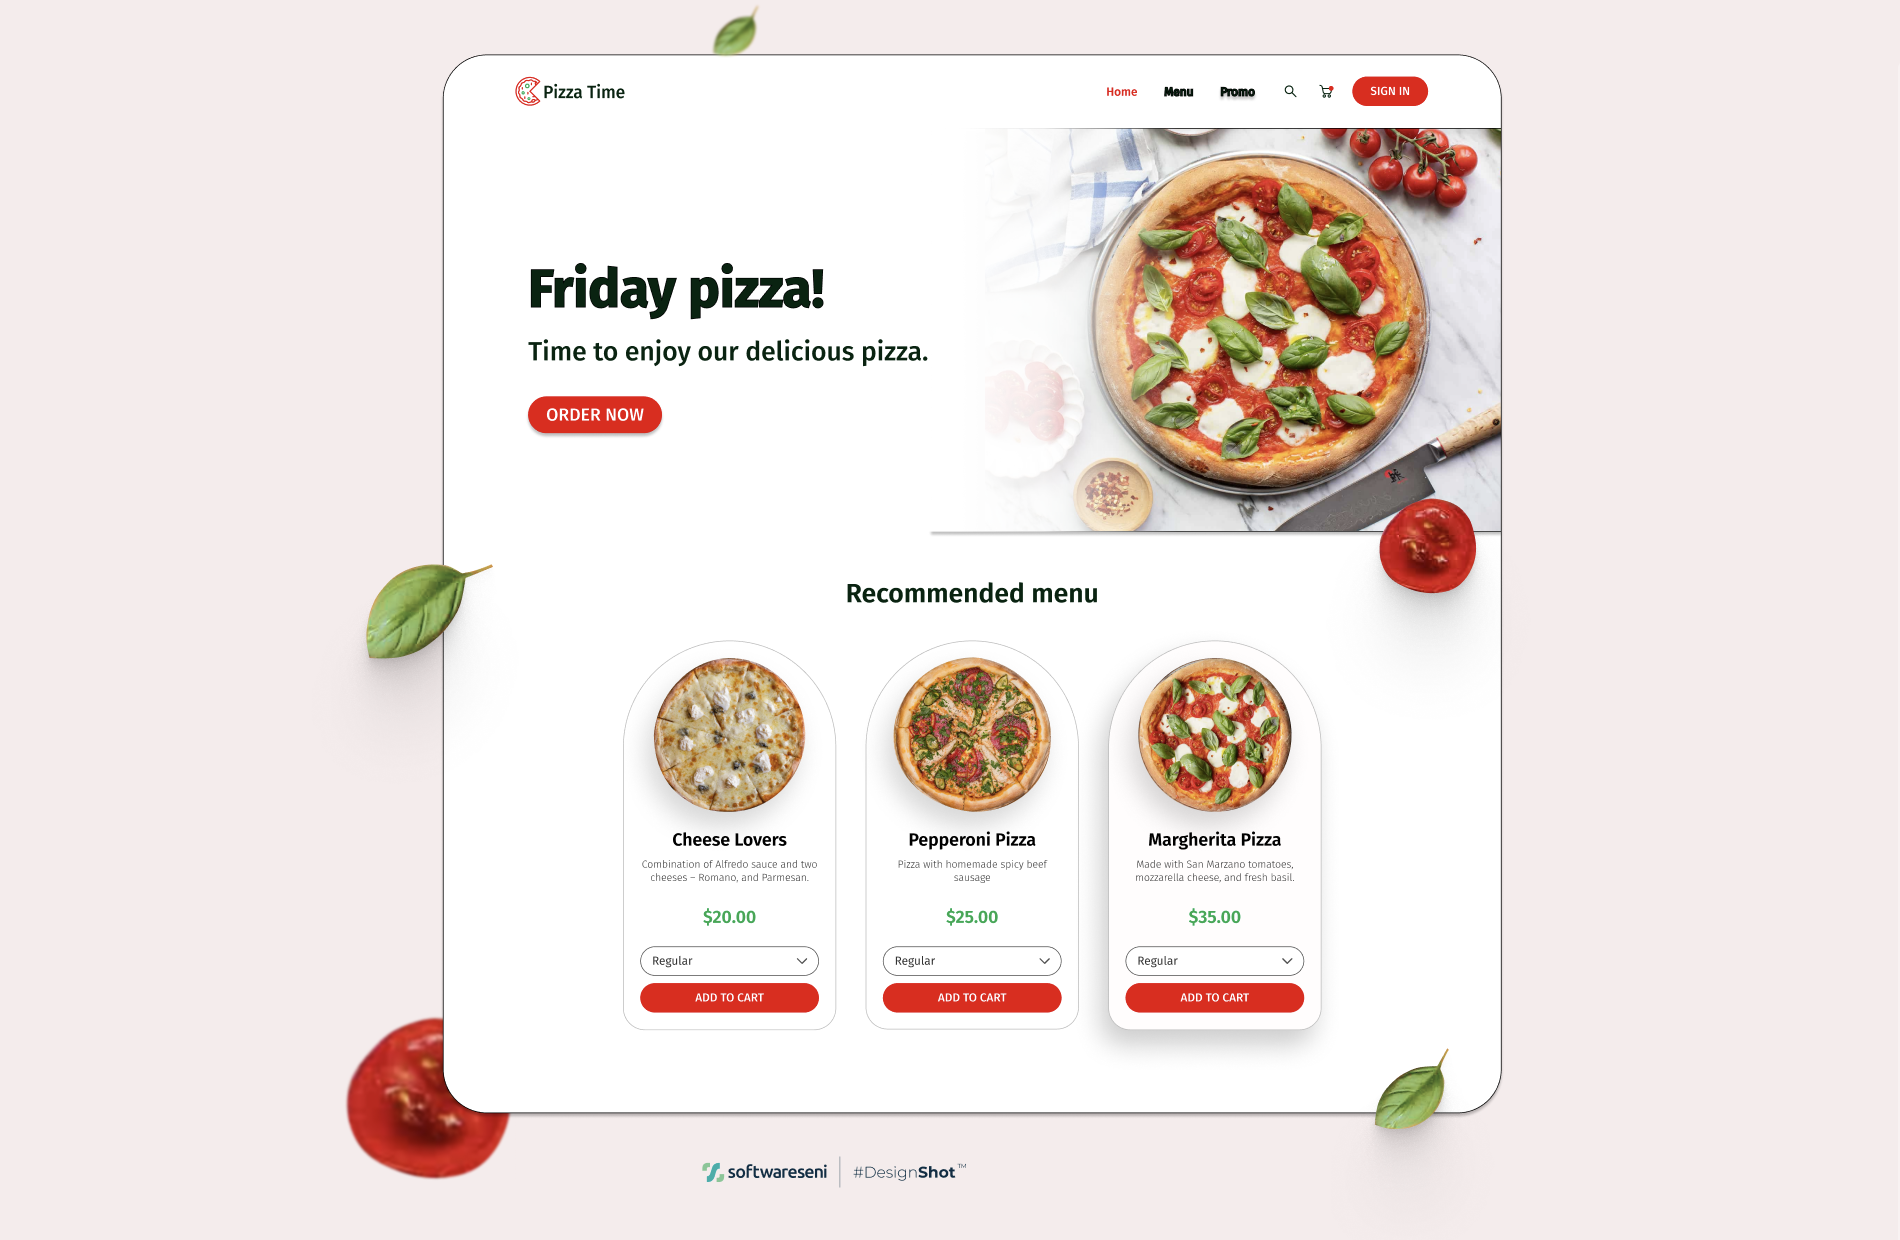 Pizza Time
Home
Menu
Promo
SIGN IN
Friday pizza!
Time to enjoy our delicious pizza.
ORDER NOW
Recommended menu
Cheese Lovers
Combination of Alfredo sauce and two
cheeses – Romano, and Parmesan.
$20.00
Regular
ADD TO CART
Pepperoni Pizza
Pizza with homemade spicy beef
sausage
$25.00
Regular
ADD TO CART
Margherita Pizza
Made with San Marzano tomatoes,
mozzarella cheese, and fresh basil.
$35.00
Regular
ADD TO CART
softwareseni
#DesignShot™